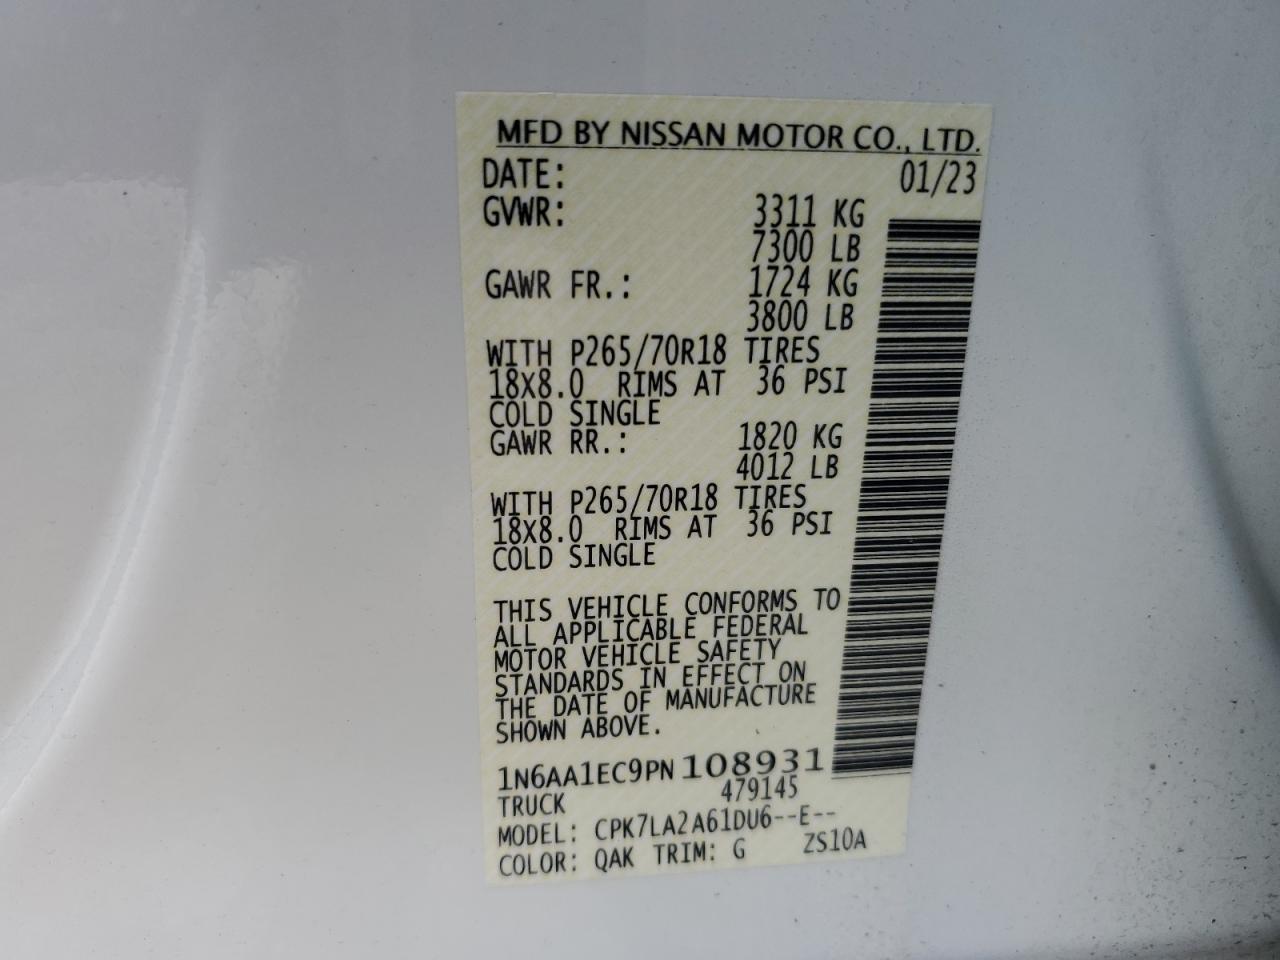 MFD BY NISSAN MOTOR CO., LTD.
DATE: 01/23
GVWR: 3311 KG
7300 LB
GAWR FR.: 1724 KG
3800 LB
WITH P265/70R18 TIRES
18X8.0 RIMS AT 36 PSI
COLD SINGLE
GAWR RR.: 1820 KG
4012 LB
WITH P265/70R18 TIRES
18X8.0 RIMS AT 36 PSI
COLD SINGLE
THIS VEHICLE CONFORMS TO
ALL APPLICABLE FEDERAL
MOTOR VEHICLE SAFETY
STANDARDS IN EFFECT ON
THE DATE OF MANUFACTURE
SHOWN ABOVE.
1N6AA1EC9PN108931
TRUCK 479145
MODEL: CPK7LA2A61DU6--E--
COLOR: QAK TRIM: G ZS10A